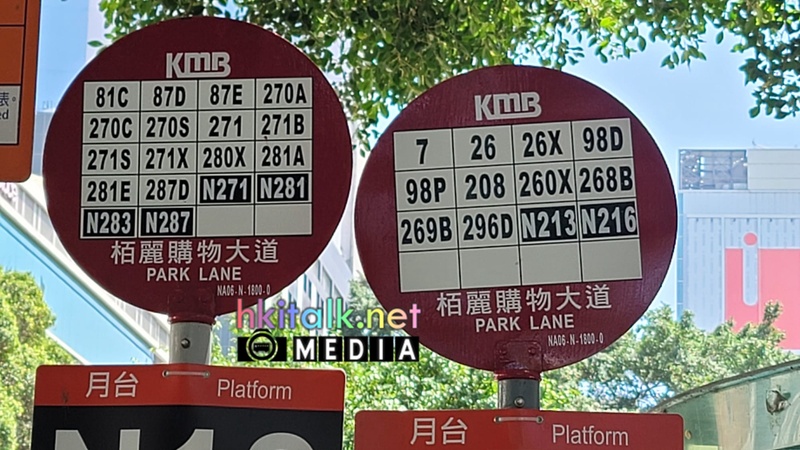 KMB
81C 87D 87E 270A
270C 270S 271 271B
271S 271X 280X 281A
281E 287D N271 N281
N283 N287
栢麗購物大道
PARK LANE
NA06-N-1800-0
月台 Platform
KMB
7 26 26X 98D
98P 208 260X 268B
269B 296D N213 N216
栢麗購物大道
PARK LANE
NA06-N-1800-0
月台 Platform
hkitalk.net
MEDIA